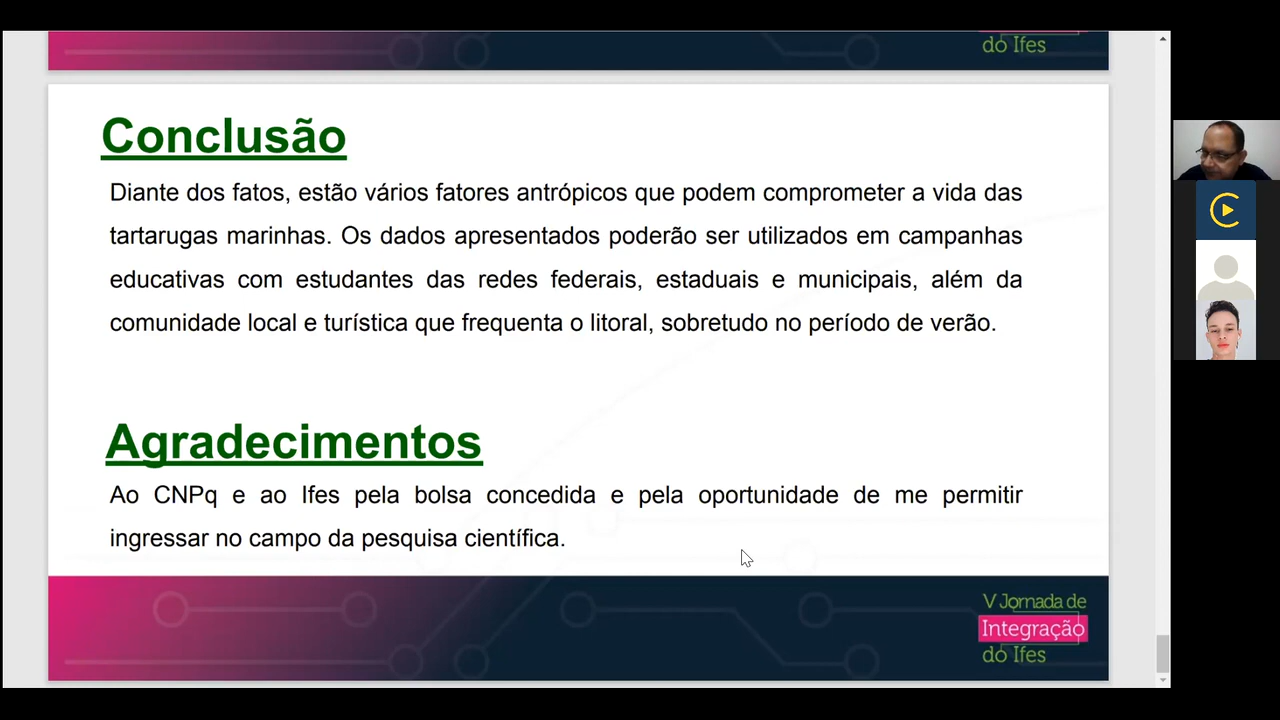 do Ifes
Conclusão
Diante dos fatos, estão vários fatores antrópicos que podem comprometer a vida das
tartarugas marinhas. Os dados apresentados poderão ser utilizados em campanhas
educativas com estudantes das redes federais, estaduais e municipais, além da
comunidade local e turística que frequenta o litoral, sobretudo no período de verão.
Agradecimentos
Ao CNPq e ao Ifes pela bolsa concedida e pela oportunidade de me permitir
ingressar no campo da pesquisa científica.
V Jornada de
Integração
do Ifes